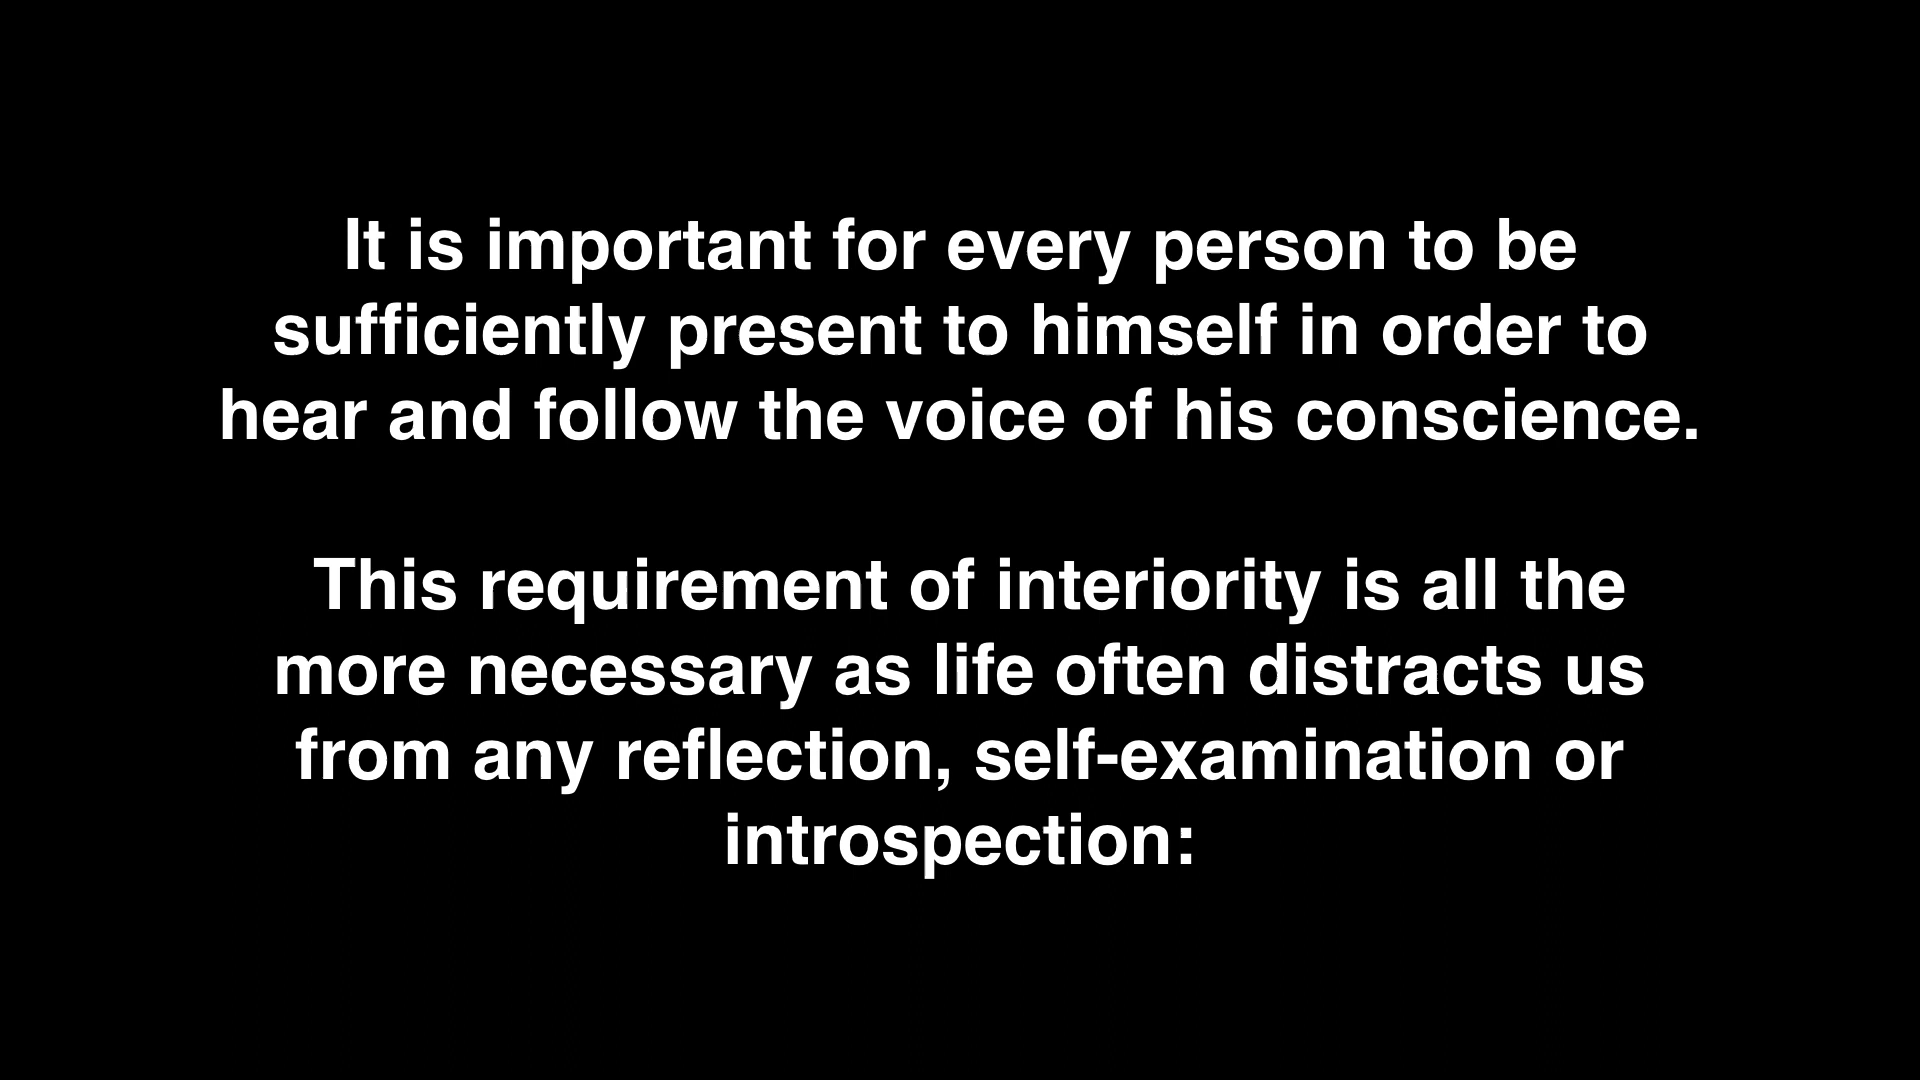 It is important for every person to be
sufficiently present to himself in order to
hear and follow the voice of his conscience.
This requirement of interiority is all the
more necessary as life often distracts us
from any reflection, self-examination or
introspection: